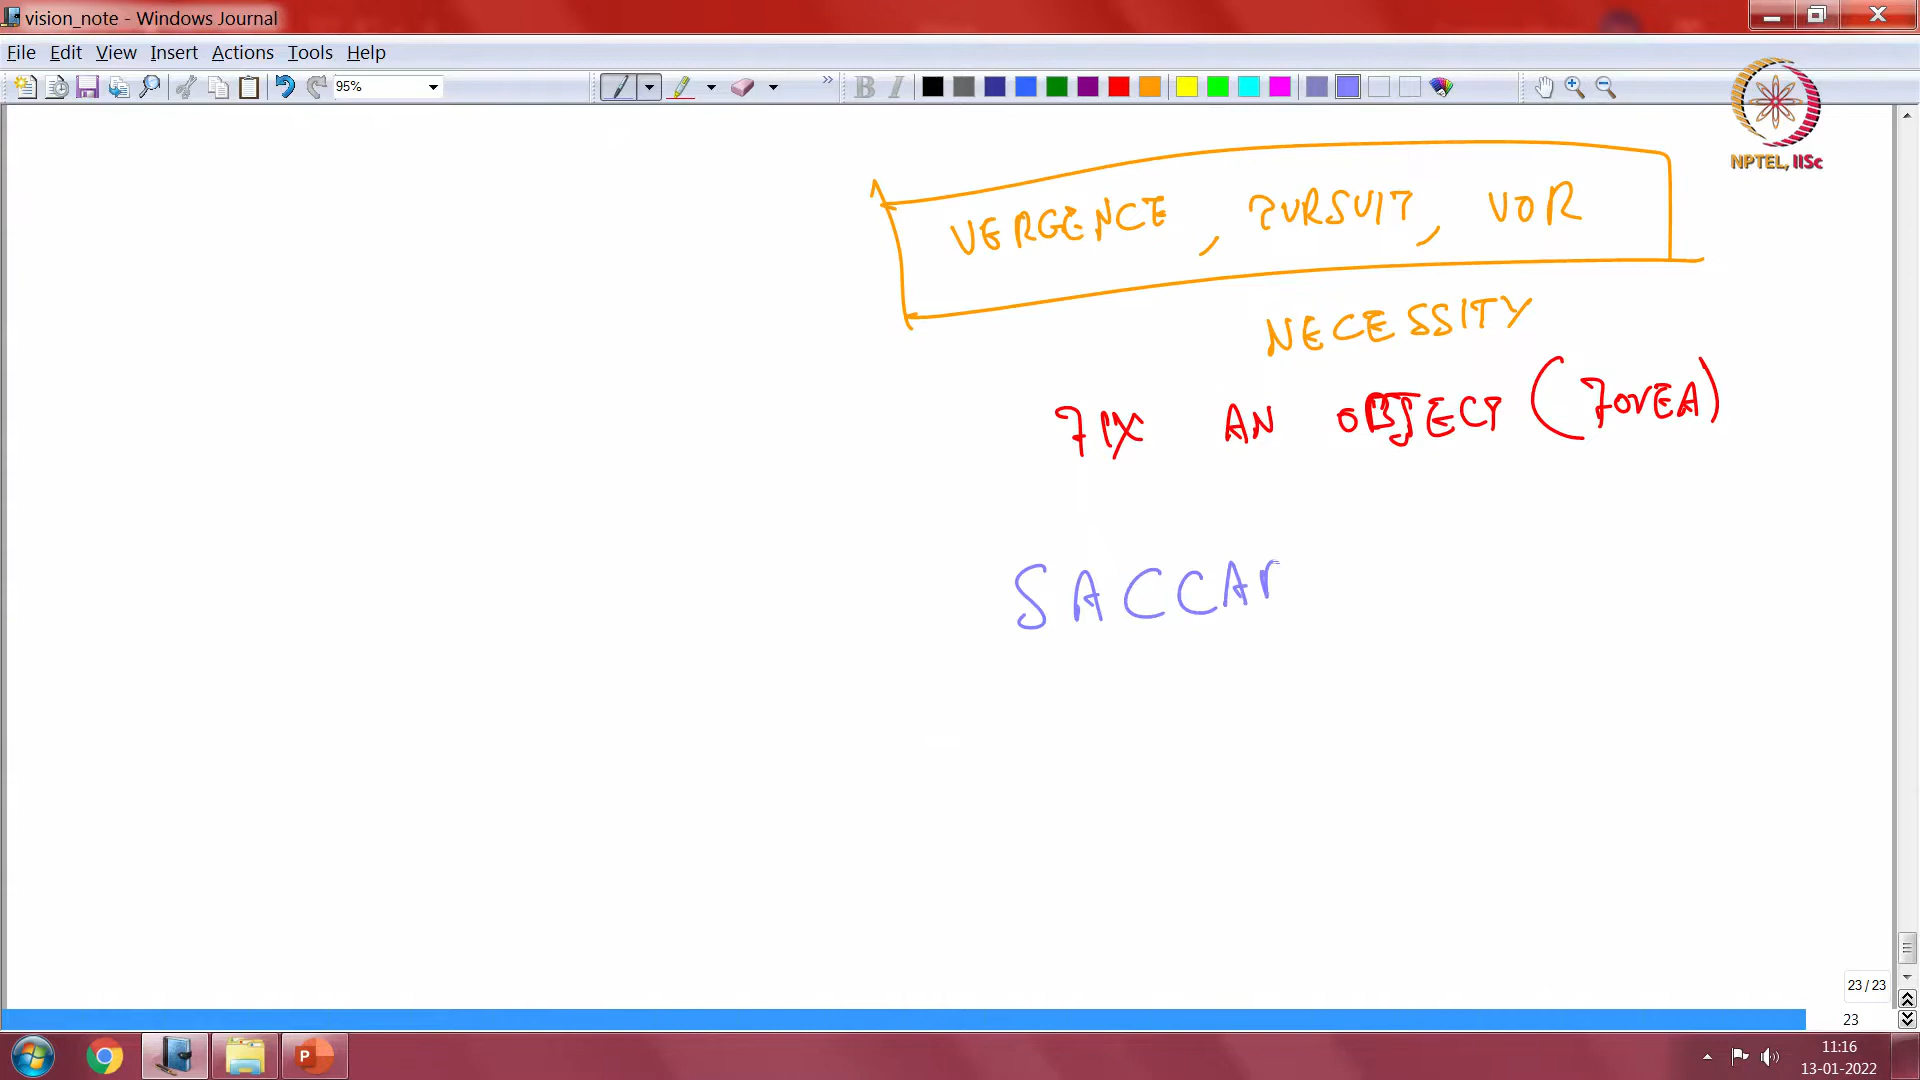 vision_note - Windows Journal
File Edit View Insert Actions Tools Help
95%
NPTEL, IISc
VERGENCE, PURSUIT, VOR
NECESSITY
FIX AN OBJECT (FOVEA)
SACCAD
23 / 23
23
11:16
13-01-2022